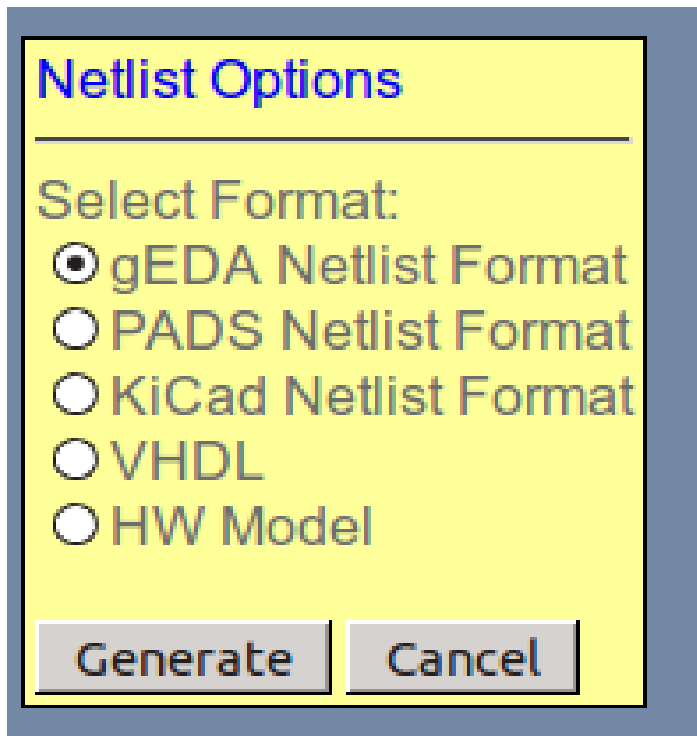 Netlist Options
Select Format:
gEDA Netlist Format
PADS Netlist Format
KiCad Netlist Format
VHDL
HW Model
Generate Cancel